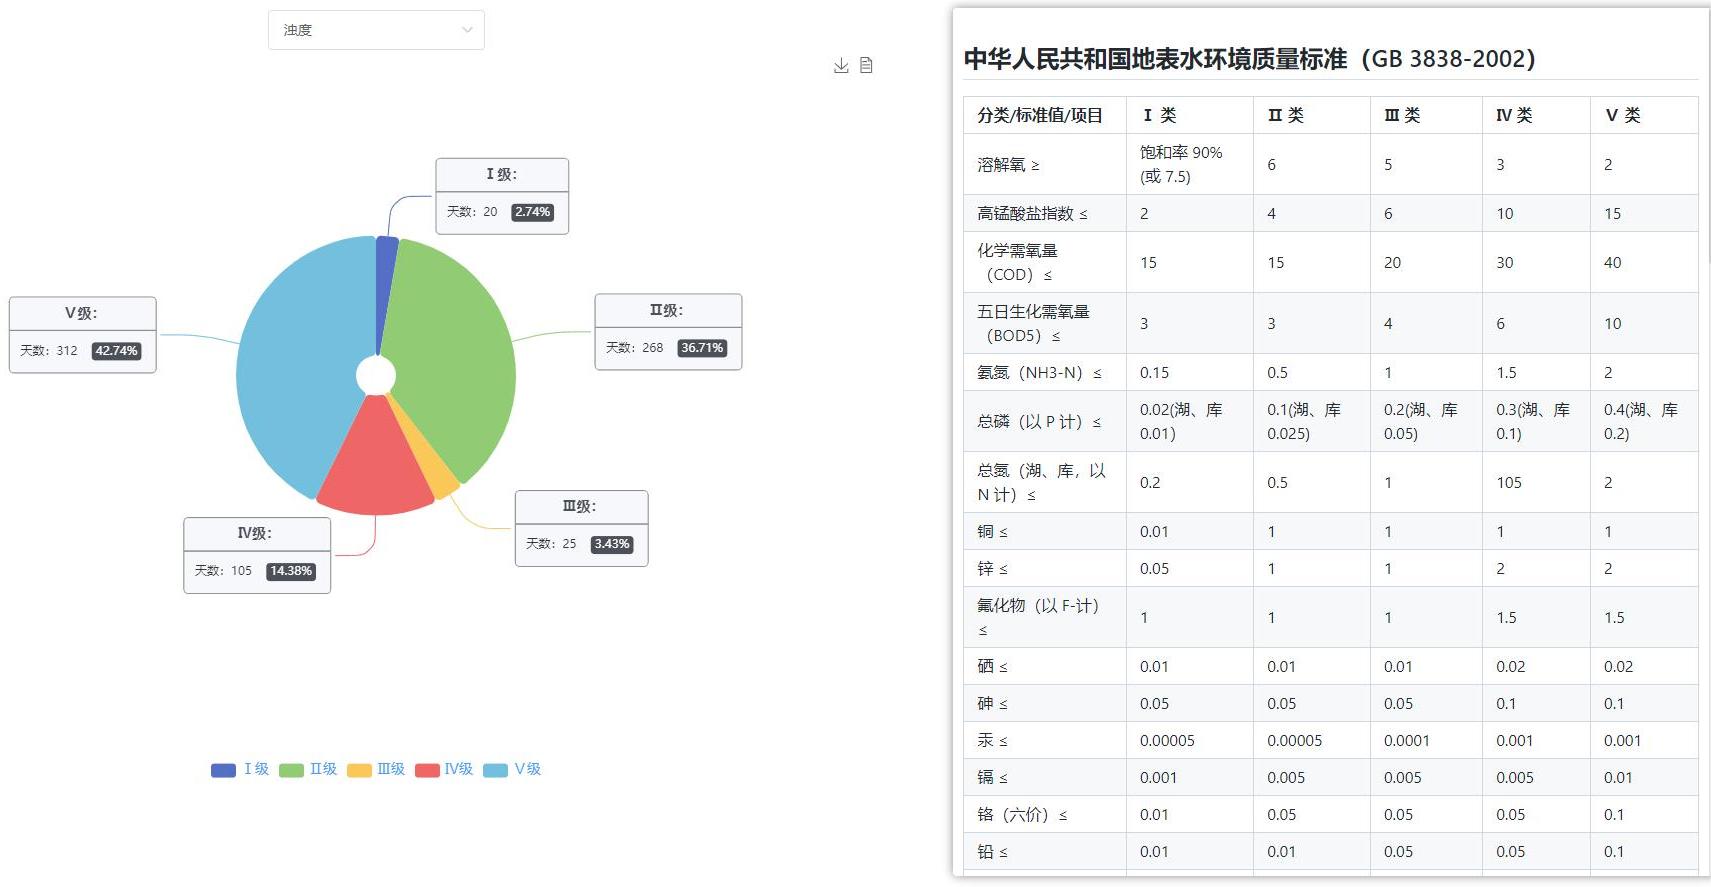 浊度
Ⅰ级:
天数: 20 2.74%
Ⅱ级:
天数: 268 36.71%
Ⅴ级:
天数: 312 42.74%
Ⅲ级:
天数: 25 3.43%
Ⅳ级:
天数: 105 14.38%
Ⅰ级 Ⅱ级 Ⅲ级 Ⅳ级 Ⅴ级
中华人民共和国地表水环境质量标准（GB 3838-2002）
分类/标准值/项目 Ⅰ 类 Ⅱ 类 Ⅲ 类 Ⅳ 类 Ⅴ 类
溶解氧 ≥ 饱和率 90%(或 7.5) 6 5 3 2
高锰酸盐指数 ≤ 2 4 6 10 15
化学需氧量（COD）≤ 15 15 20 30 40
五日生化需氧量（BOD5）≤ 3 3 4 6 10
氨氮（NH3-N）≤ 0.15 0.5 1 1.5 2
总磷（以 P 计）≤ 0.02(湖、库 0.01) 0.1(湖、库 0.025) 0.2(湖、库 0.05) 0.3(湖、库 0.1) 0.4(湖、库 0.2)
总氮（湖、库，以 N 计）≤ 0.2 0.5 1 105 2
铜 ≤ 0.01 1 1 1 1
锌 ≤ 0.05 1 1 2 2
氟化物（以 F-计）≤ 1 1 1 1.5 1.5
硒 ≤ 0.01 0.01 0.01 0.02 0.02
砷 ≤ 0.05 0.05 0.05 0.1 0.1
汞 ≤ 0.00005 0.00005 0.0001 0.001 0.001
镉 ≤ 0.001 0.005 0.005 0.005 0.01
铬（六价）≤ 0.01 0.05 0.05 0.05 0.1
铅 ≤ 0.01 0.01 0.05 0.05 0.1